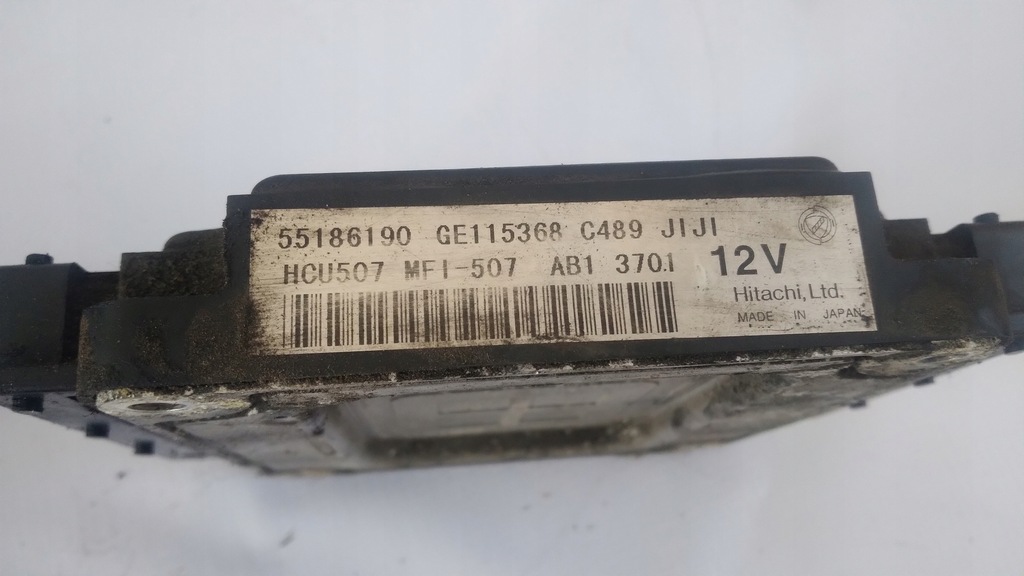 55186190 GE115368 C489 JIJI
HCU507 MFI-507 AB1 370.1 12V
Hitachi, Ltd.
MADE IN JAPAN